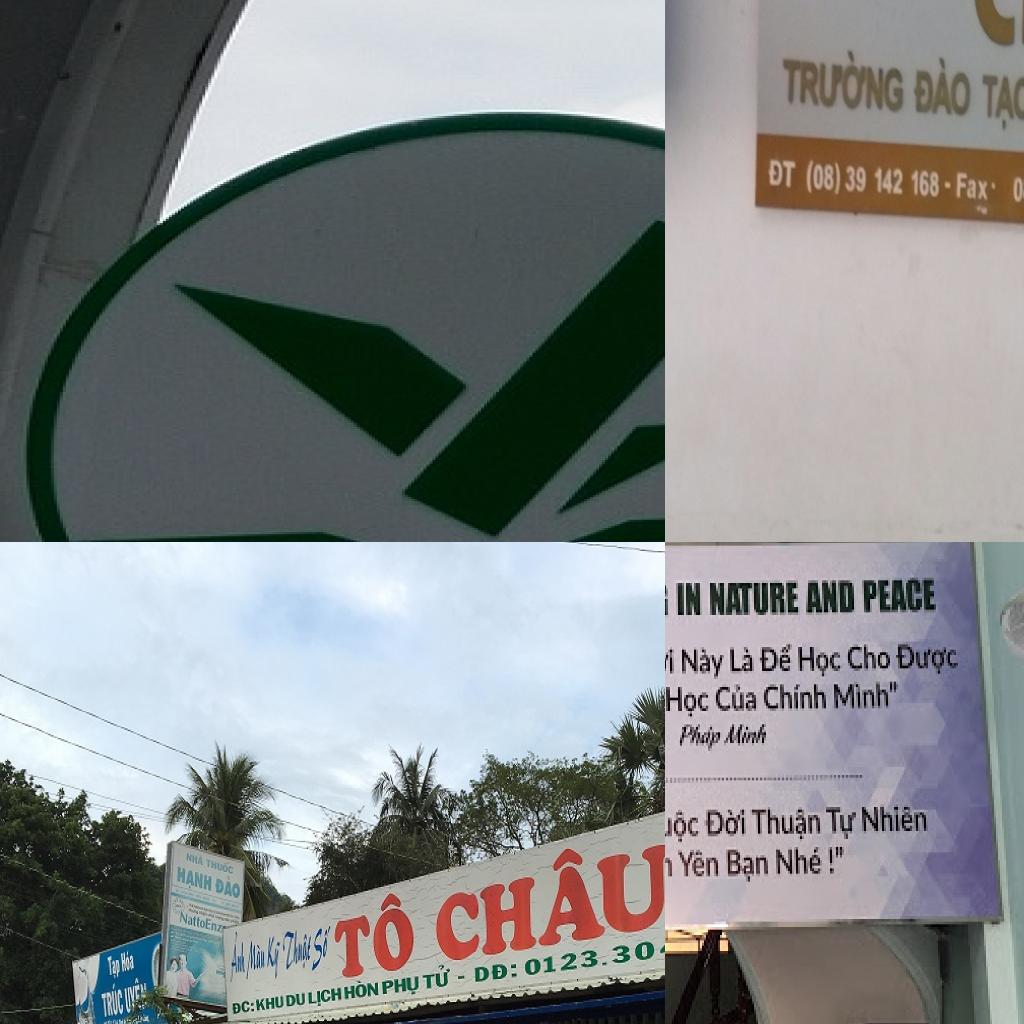 TRƯỜNG ĐÀO TẠO
ĐT (08) 39 142 168 - Fax:
NHÀ THUỐC
HẠNH ĐÀO
NattoEnz
Tạp Hóa
TRÚC UYÊN
Ảnh Màu Kỹ Thuật Số
TÔ CHÂU
ĐC: KHU DU LỊCH HÒN PHỤ TỬ - DĐ: 0123.30
IN NATURE AND PEACE
Này Là Để Học Cho Được
Học Của Chính Mình"
Pháp Minh
Đời Thuận Tự Nhiên
Yên Bạn Nhé !"